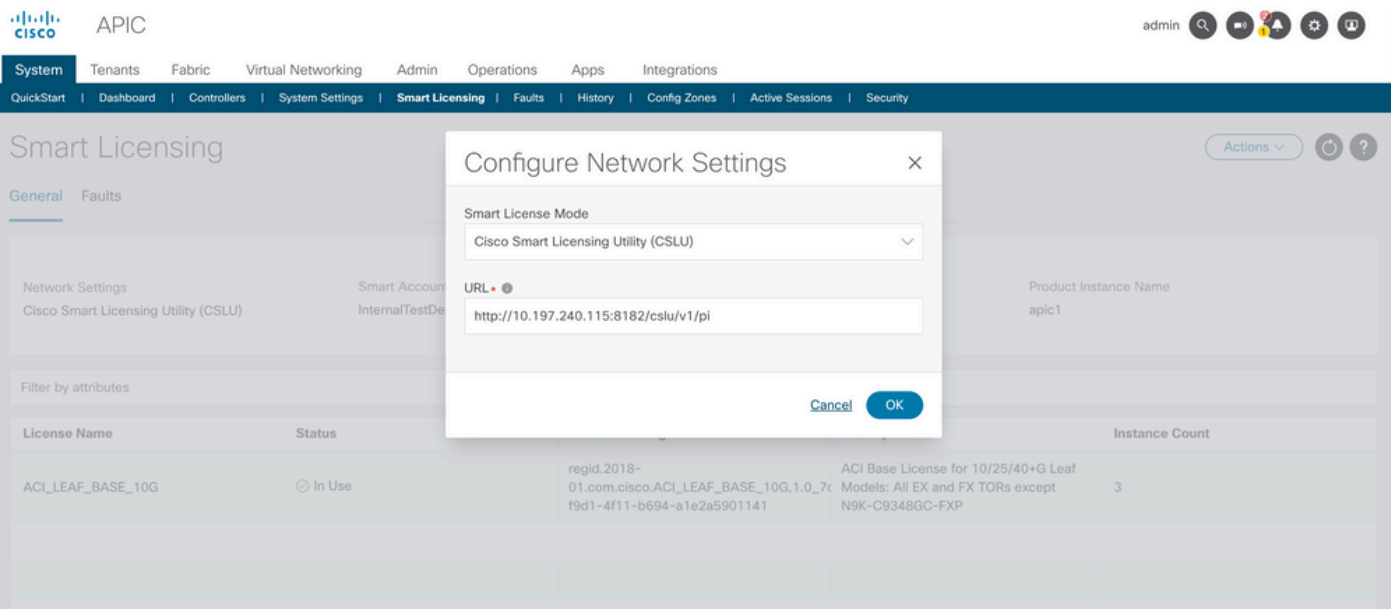 CISCO
APIC
admin
2
1
System Tenants Fabric Virtual Networking Admin Operations Apps Integrations
QuickStart | Dashboard | Controllers | System Settings | Smart Licensing | Faults | History | Config Zones | Active Sessions | Security
Smart Licensing
Actions
?
General Faults
Configure Network Settings
Smart License Mode
Cisco Smart Licensing Utility (CSLU)
URL
http://10.197.240.115:8182/cslu/v1/pi
Cancel OK
Network Settings Smart Account Product Instance Name
Cisco Smart Licensing Utility (CSLU) InternalTestDe apic1
Filter by attributes
License Name Status Instance Count
ACI_LEAF_BASE_10G In Use
regid.2018-
01.com.cisco.ACI_LEAF_BASE_10G,1.0_7c
f9d1-4f11-b694-a1e2a5901141
ACI Base License for 10/25/40+G Leaf
Models: All EX and FX TORs except
N9K-C9348GC-FXP
3